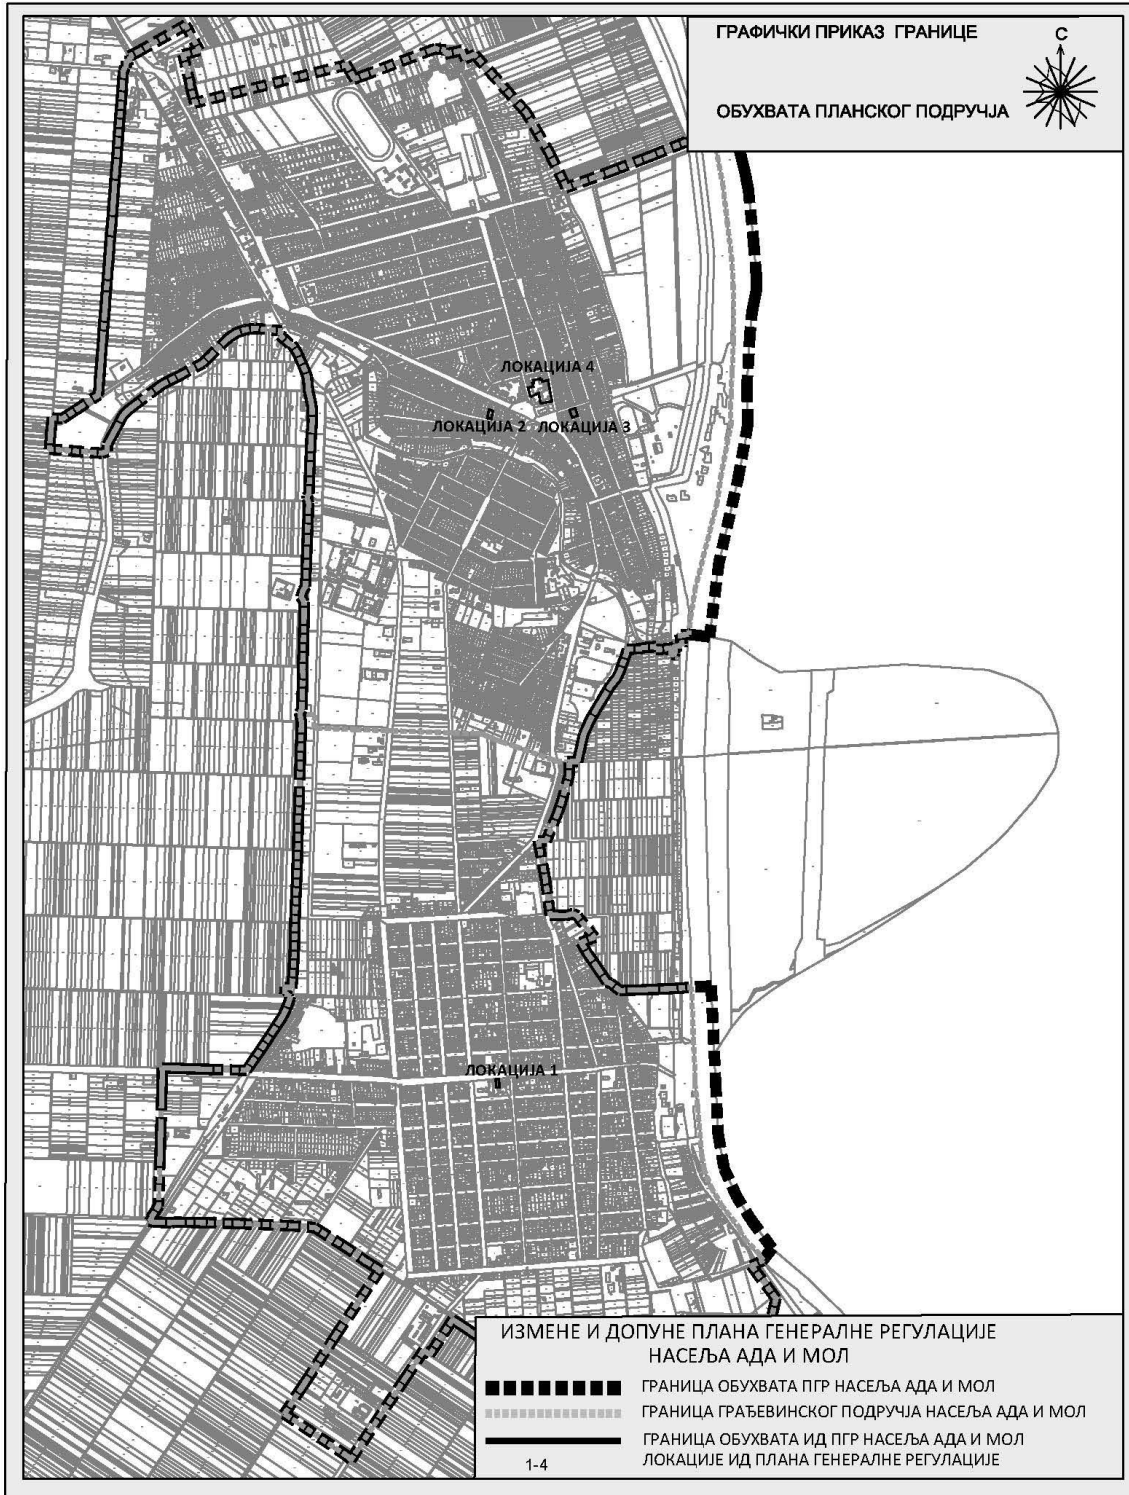 ГРАФИЧКИ ПРИКАЗ ГРАНИЦЕ
ОБУХВАТА ПЛАНСКОГ ПОДРУЧЈА
С
ЛОКАЦИЈА 4
ЛОКАЦИЈА 2
ЛОКАЦИЈА 3
ЛОКАЦИЈА 1
ИЗМЕНЕ И ДОПУНЕ ПЛАНА ГЕНЕРАЛНЕ РЕГУЛАЦИЈЕ
НАСЕЉА АДА И МОЛ
ГРАНИЦА ОБУХВАТА ПГР НАСЕЉА АДА И МОЛ
ГРАНИЦА ГРАЂЕВИНСКОГ ПОДРУЧЈА НАСЕЉА АДА И МОЛ
ГРАНИЦА ОБУХВАТА ИД ПГР НАСЕЉА АДА И МОЛ
1-4 ЛОКАЦИЈЕ ИД ПЛАНА ГЕНЕРАЛНЕ РЕГУЛАЦИЈЕ